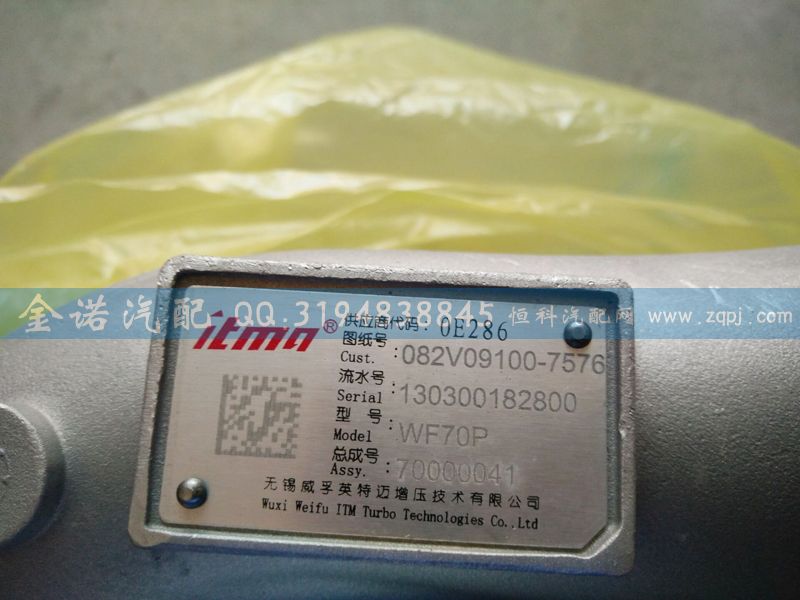 金诺汽配 QQ.3194838845 恒科汽配网 www.zqpj.com
itma®
供应商代码: 0E286
图纸号
Cust. : 082V09100-7576
流水号
Serial : 130300182800
型 号
Model : WF70P
总成号
Assy. : 70000041
无锡威孚英特迈增压技术有限公司
Wuxi Weifu ITM Turbo Technologies Co.,Ltd